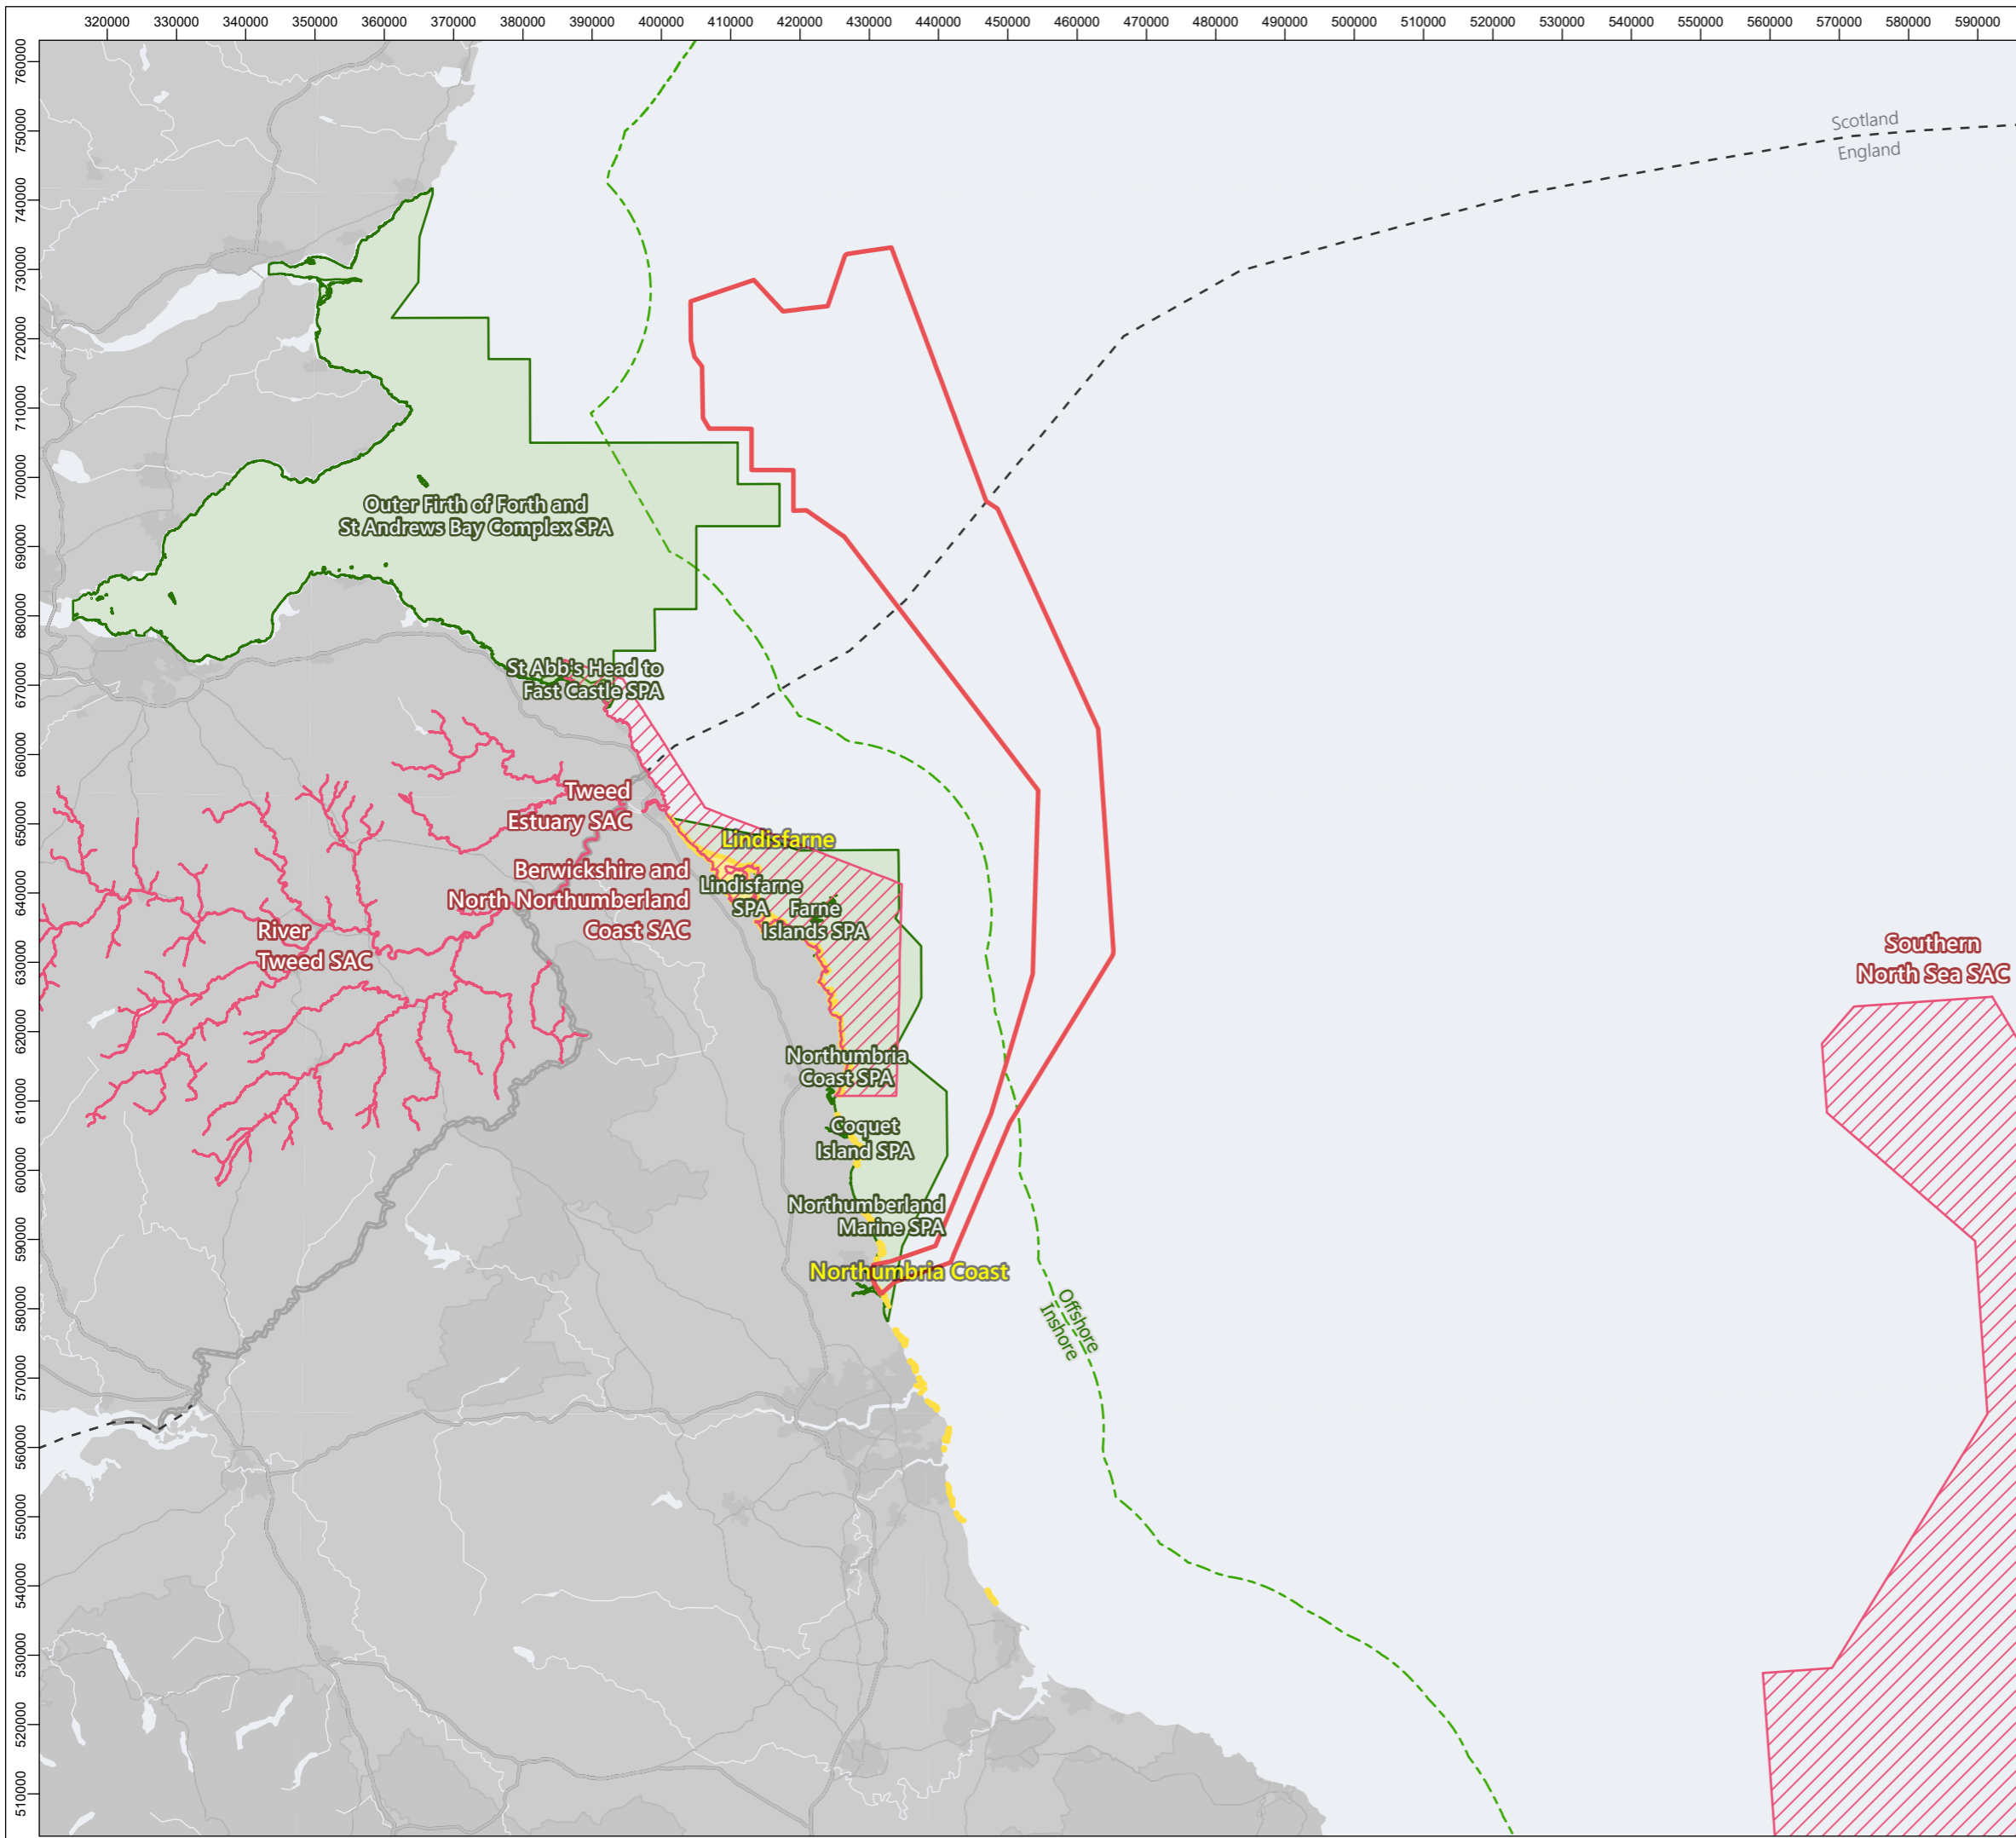 320000 330000 340000 350000 360000 370000 380000 390000 400000 410000 420000 430000 440000 450000 460000 470000 480000 490000 500000 510000 520000 530000 540000 550000 560000 570000 580000 590000
760000
750000
740000
730000
720000
710000
700000
690000
680000
670000
660000
650000
640000
630000
620000
610000
600000
590000
580000
570000
560000
550000
540000
530000
520000
510000
Scotland
England
Outer Firth of Forth and
St Andrews Bay Complex SPA
St Abb's Head to
Fast Castle SPA
Tweed
Estuary SAC
Lindisfarne
Berwickshire and
North Northumberland
Coast SAC
Lindisfarne
SPA
Farne
Islands SPA
River
Tweed SAC
Southern
North Sea SAC
Northumbria
Coast SPA
Coquet
Island SPA
Northumberland
Marine SPA
Northumbria Coast
Offshore
Inshore